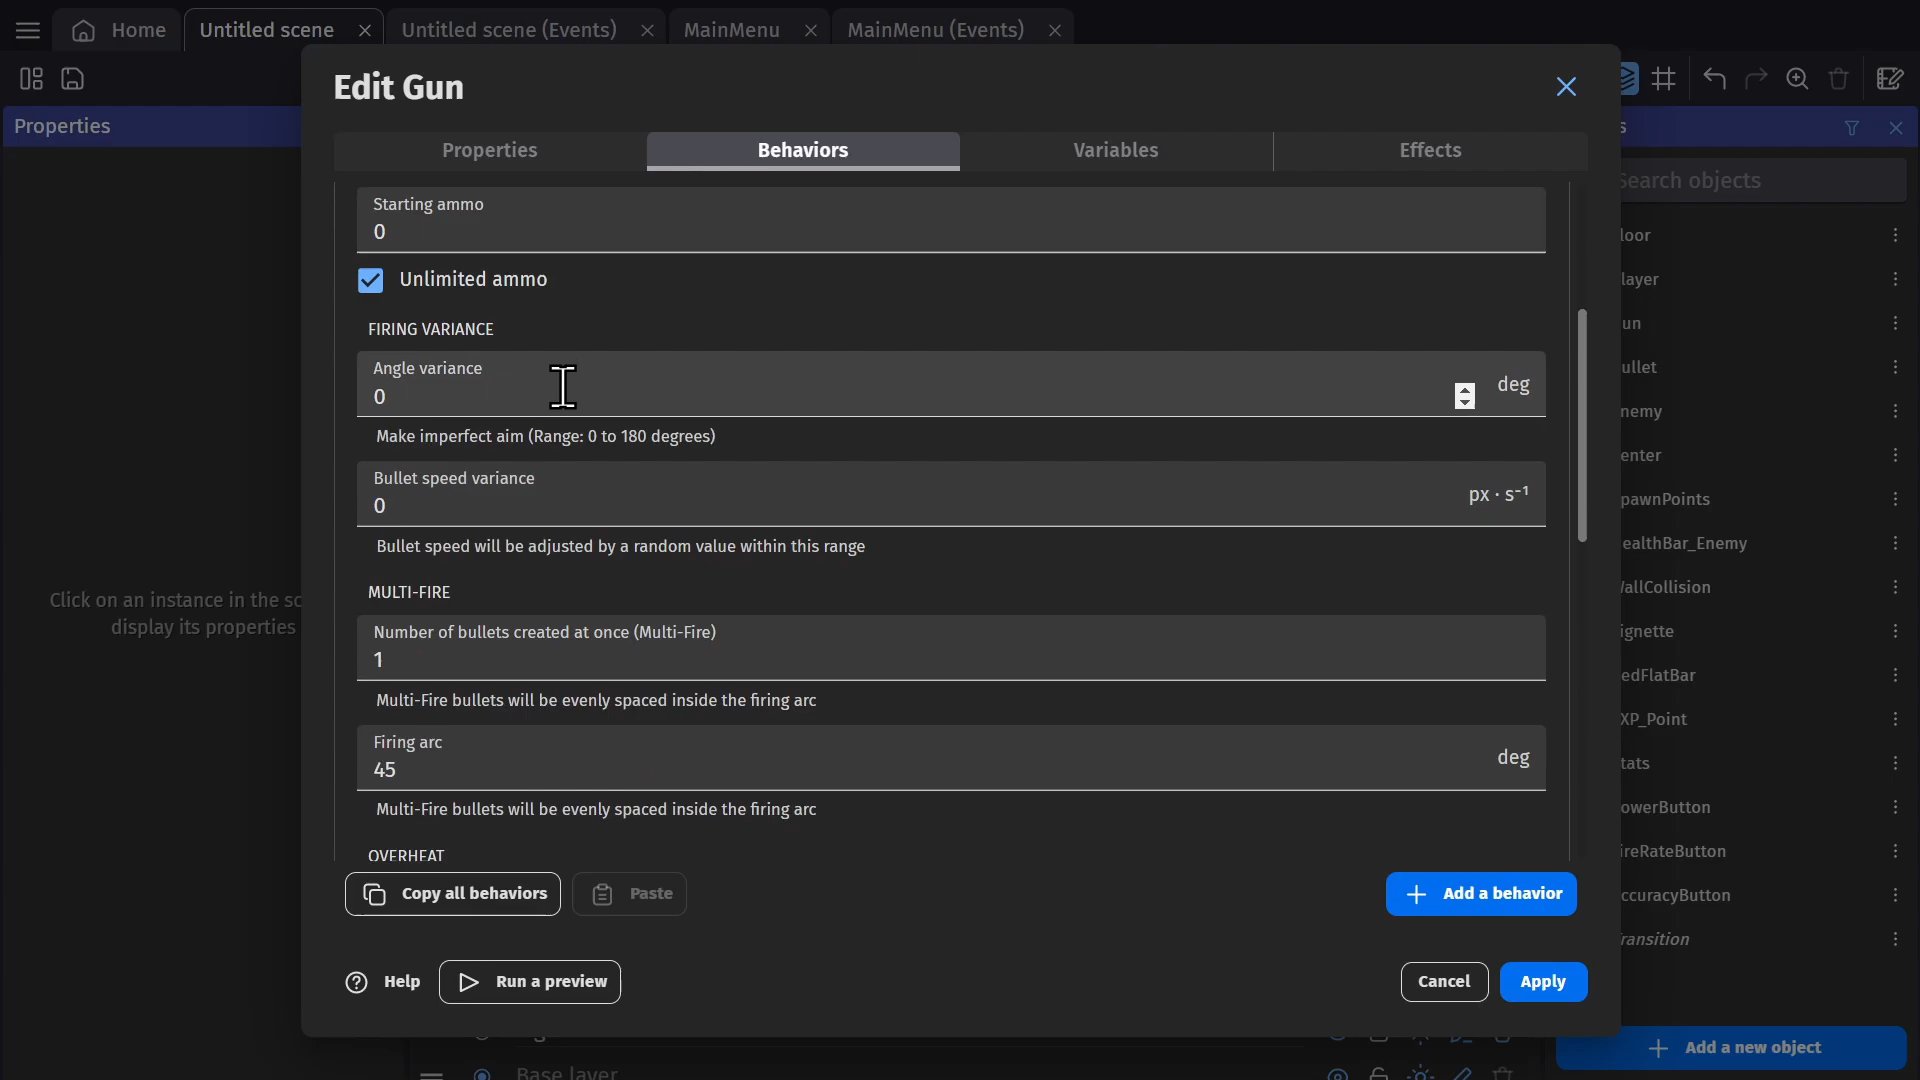 Home
Untitled scene
Untitled scene (Events)
MainMenu
MainMenu (Events)
Properties
Edit Gun
Properties
Behaviors
Variables
Effects
Starting ammo
0
Unlimited ammo
FIRING VARIANCE
Angle variance
0
deg
Make imperfect aim (Range: 0 to 180 degrees)
Bullet speed variance
0
px · s⁻¹
Bullet speed will be adjusted by a random value within this range
MULTI-FIRE
Number of bullets created at once (Multi-Fire)
1
Multi-Fire bullets will be evenly spaced inside the firing arc
Firing arc
45
deg
Multi-Fire bullets will be evenly spaced inside the firing arc
OVERHEAT
Copy all behaviors
Paste
Add a behavior
Help
Run a preview
Cancel
Apply
Click on an instance in the sc
display its properties
s
Search objects
loor
layer
un
ullet
nemy
enter
pawnPoints
ealthBar_Enemy
WallCollision
ignette
edFlatBar
XP_Point
tats
owerButton
ireRateButton
ccuracyButton
ransition
Add a new object
Base layer